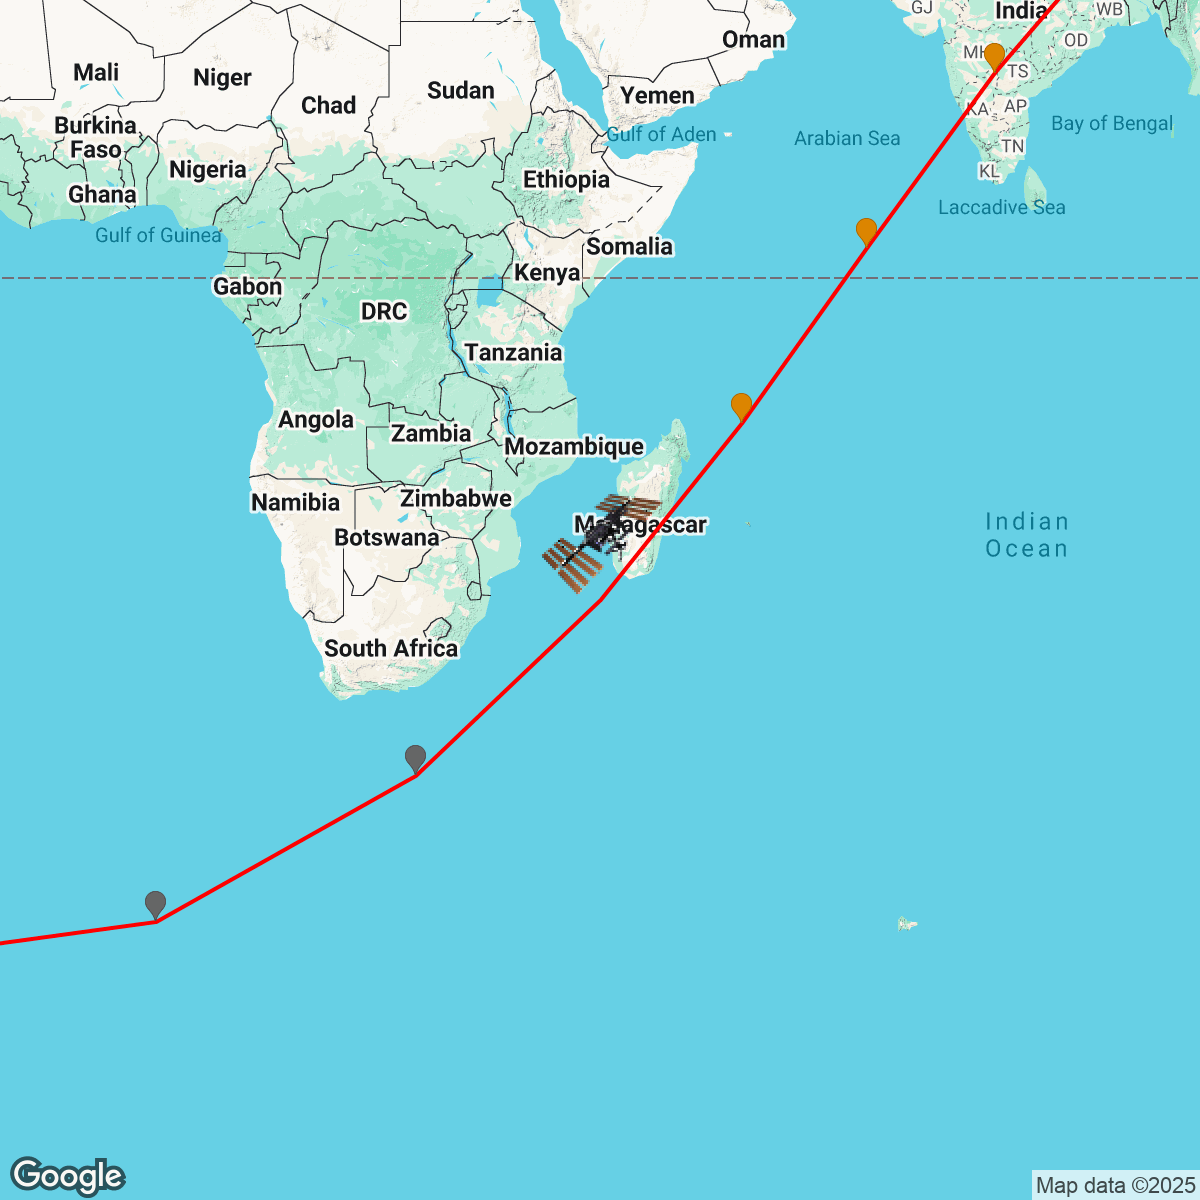 GJ
India
WB
Oman
MH
OD
Mali
Niger
TS
Chad
Sudan
Yemen
KA
AP
Burkina
Faso
Gulf of Aden
Arabian Sea
Bay of Bengal
TN
Nigeria
Ethiopia
KL
Ghana
Laccadive Sea
Gulf of Guinea
Somalia
Kenya
Gabon
DRC
Tanzania
Angola
Zambia
Mozambique
Namibia
Zimbabwe
Madagascar
Botswana
Indian
Ocean
South Africa
Google
Map data ©2025